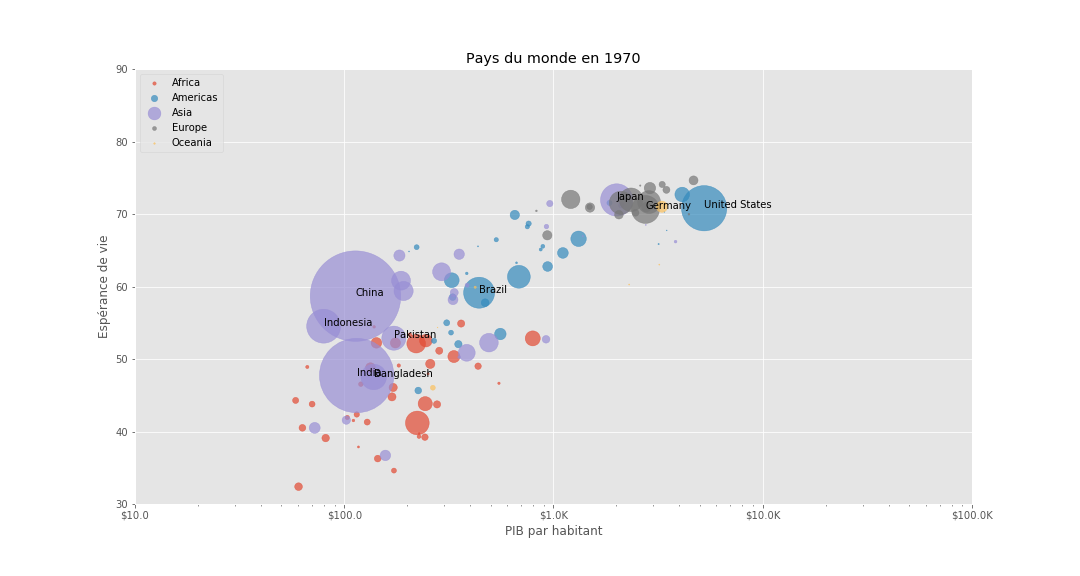 Pays du monde en 1970
90
80
70
60
50
40
30
Espérance de vie
Africa
Americas
Asia
Europe
Oceania
Japan
Germany
United States
China
Brazil
Indonesia
Pakistan
India
Bangladesh
$10.0
$100.0
$1.0K
$10.0K
$100.0K
PIB par habitant